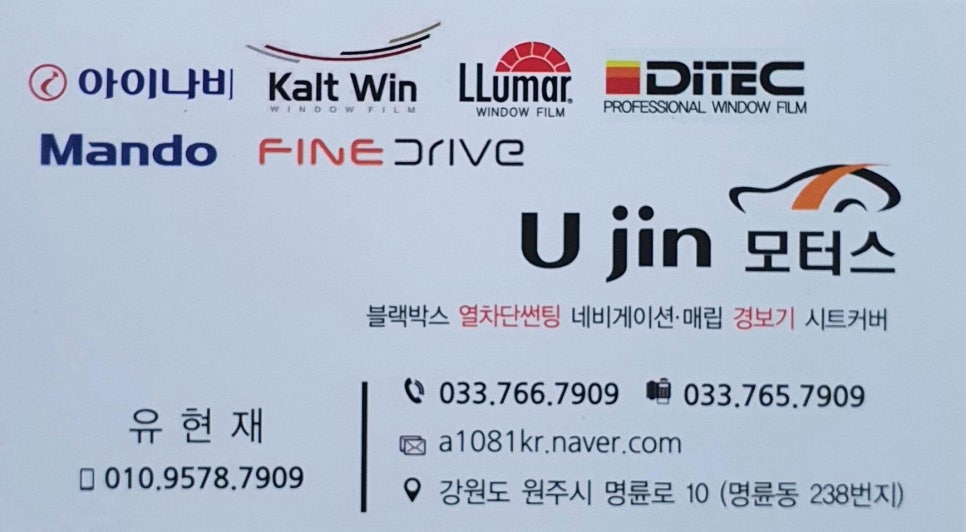 아이나비 Kalt Win LLumar DiTEC
WINDOW FILM WINDOW FILM PROFESSIONAL WINDOW FILM
Mando FINE DRIVE
U jin 모터스
블랙박스 열차단썬팅 네비게이션·매립 경보기 시트커버
033.766.7909 033.765.7909
유현재
a1081kr.naver.com
010.9578.7909
강원도 원주시 명륜로 10 (명륜동 238번지)